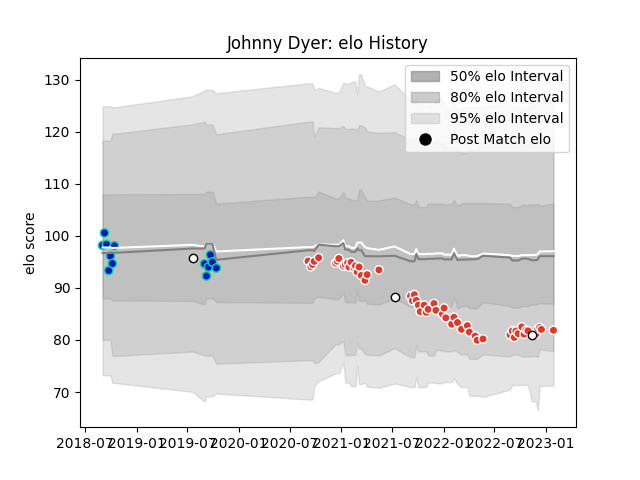 Johnny Dyer: elo History
130
120
110
100
90
80
70
elo score
50% elo Interval
80% elo Interval
95% elo Interval
Post Match elo
2018-07 2019-01 2019-07 2020-01 2020-07 2021-01 2021-07 2022-01 2022-07 2023-01